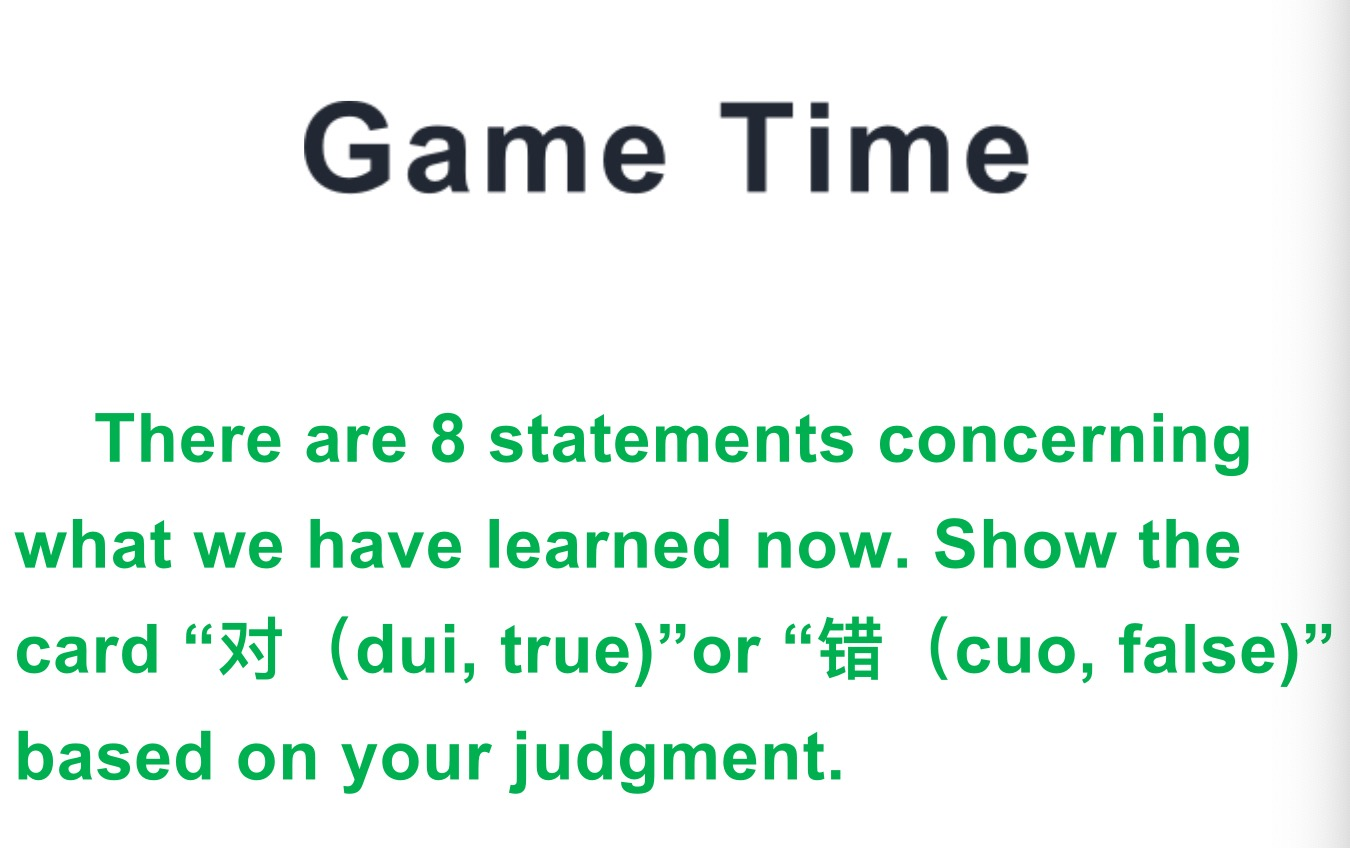 Game Time
There are 8 statements concerning
what we have learned now. Show the
card “对（dui, true)”or “错（cuo, false)”
based on your judgment.